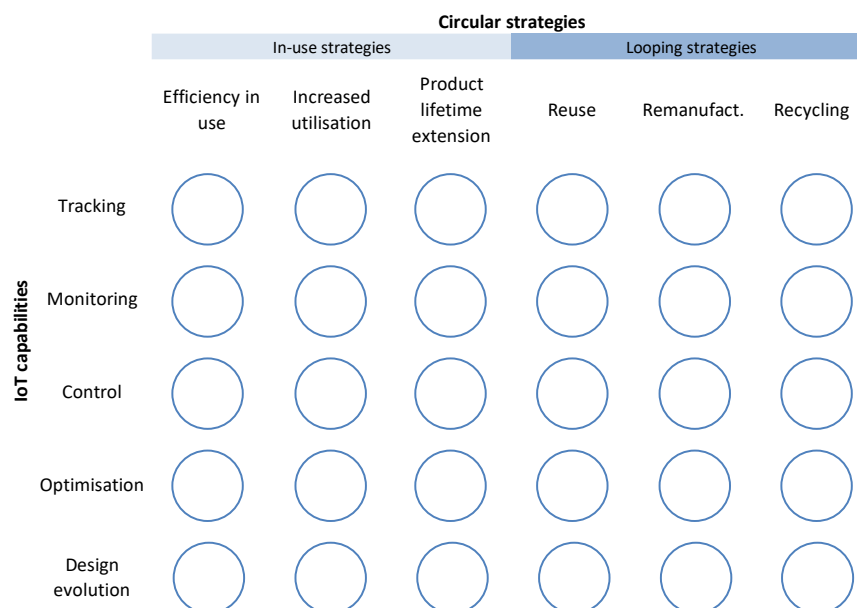 Circular strategies
In-use strategies
Looping strategies
Efficiency in
use
Increased
utilisation
Product
lifetime
extension
Reuse
Remanufact.
Recycling
IoT capabilities
Tracking
Monitoring
Control
Optimisation
Design
evolution